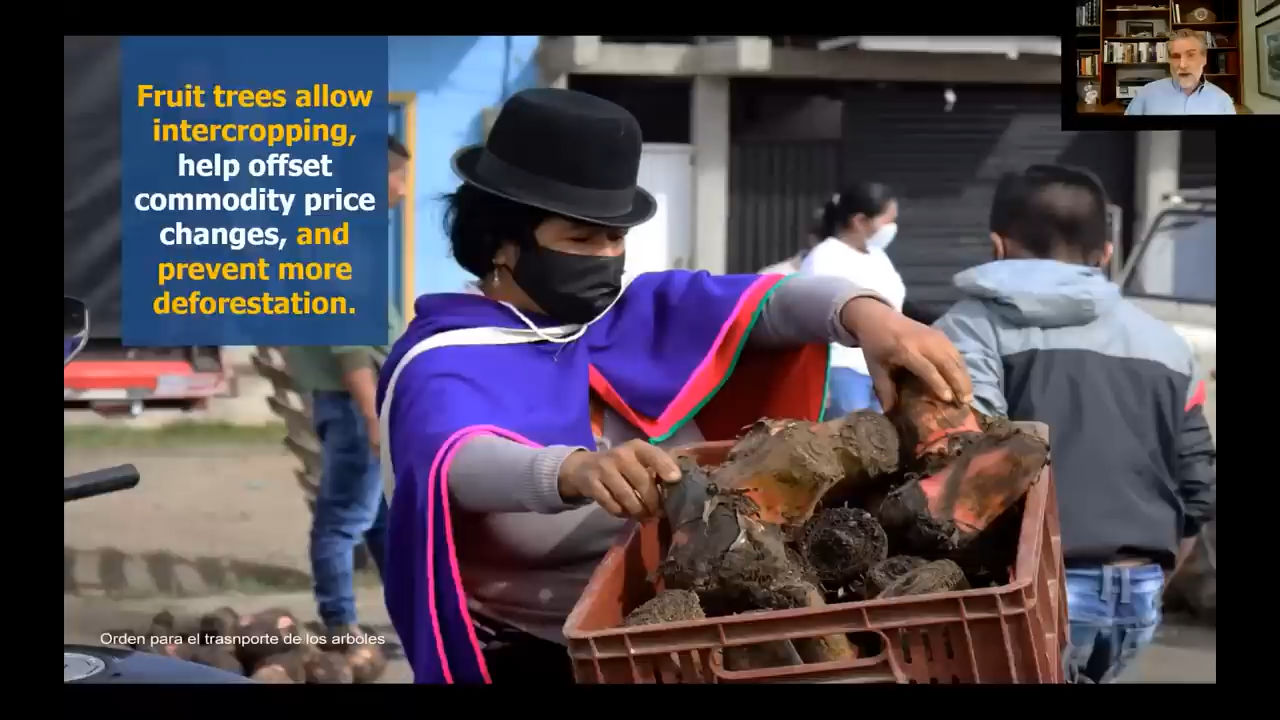 Fruit trees allow
intercropping,
help offset
commodity price
changes, and
prevent more
deforestation.
Orden para el trasnporte de los arboles